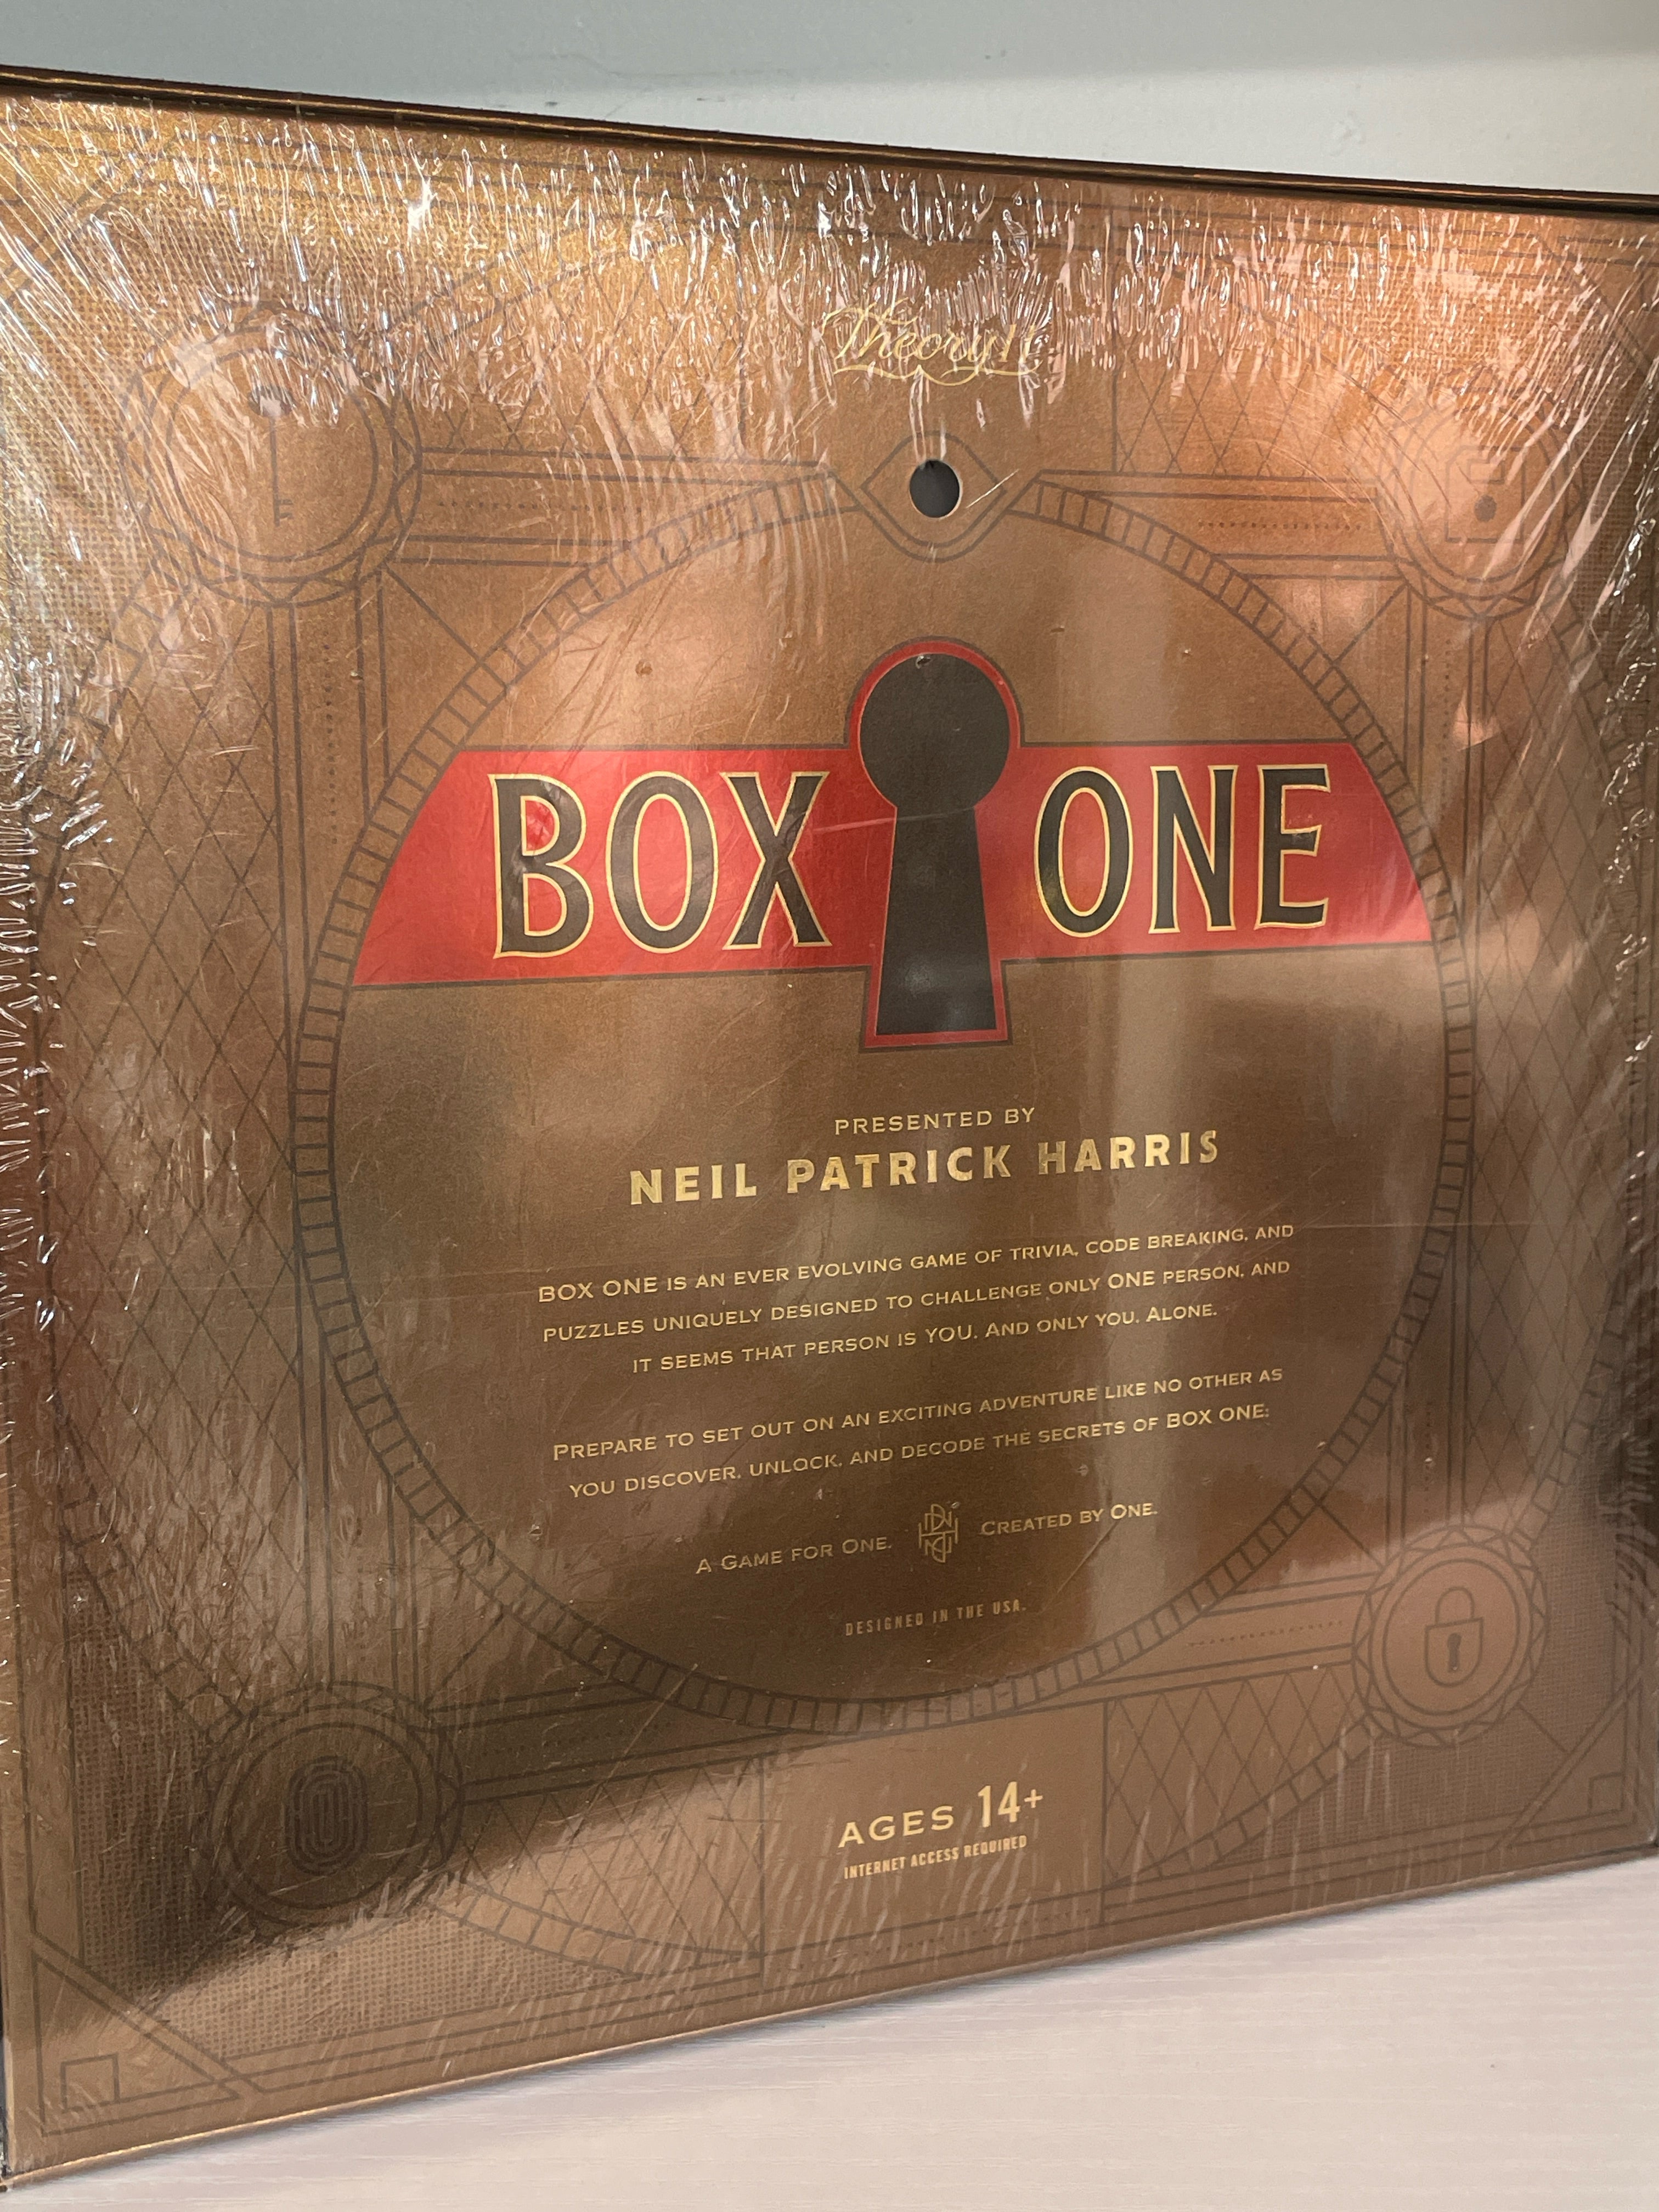 Theory11
BOX ONE
PRESENTED BY
NEIL PATRICK HARRIS
BOX ONE IS AN EVER EVOLVING GAME OF TRIVIA, CODE BREAKING, AND
PUZZLES UNIQUELY DESIGNED TO CHALLENGE ONLY ONE PERSON, AND
IT SEEMS THAT PERSON IS YOU. AND ONLY YOU. ALONE.
PREPARE TO SET OUT ON AN EXCITING ADVENTURE LIKE NO OTHER AS
YOU DISCOVER, UNLOCK, AND DECODE THE SECRETS OF BOX ONE:
A GAME FOR ONE. CREATED BY ONE.
DESIGNED IN THE USA.
AGES 14+
INTERNET ACCESS REQUIRED